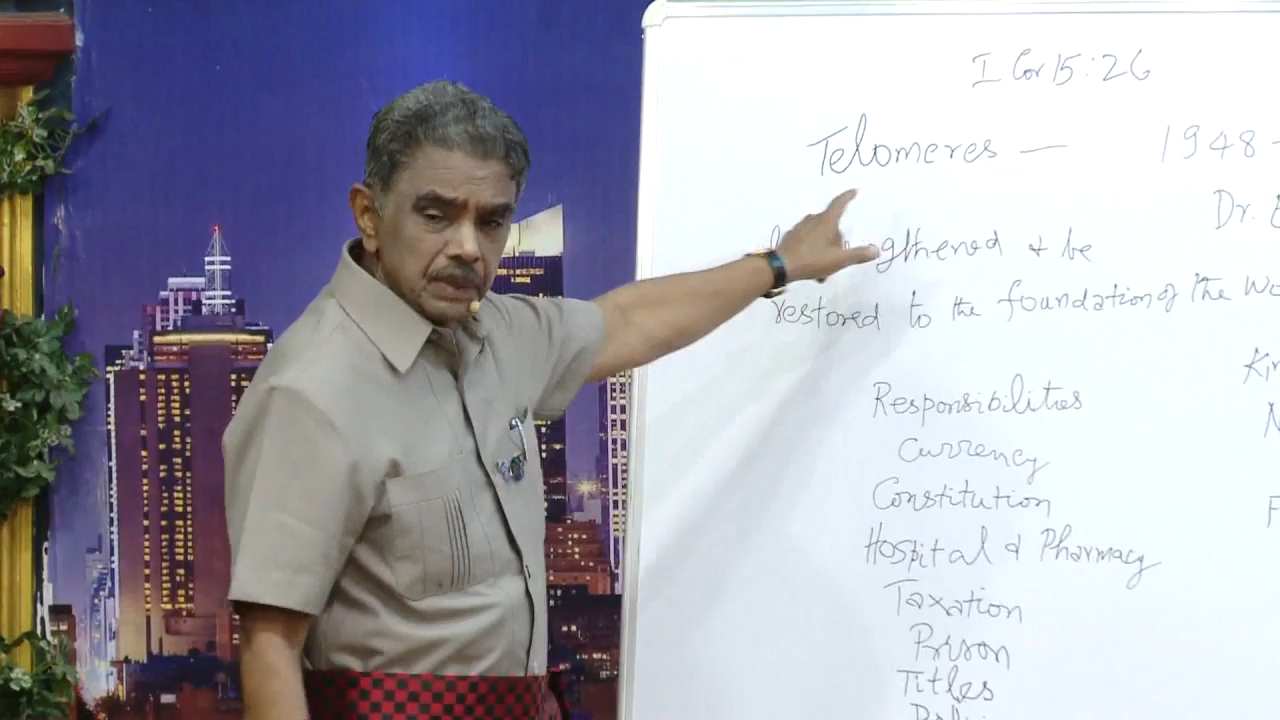 I Cor 15:26
Telomeres — 1948 -
Dr.
gthened & be
restored to the foundation of the Wo
Responsibilities
Currency
Constitution
Hospital & Pharmacy
Taxation
Prison
Titles